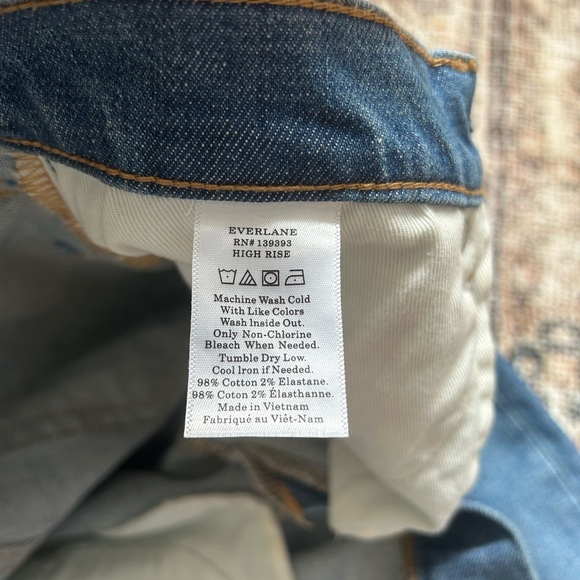 EVERLANE
RN# 139393
HIGH RISE
Machine Wash Cold
With Like Colors
Wash Inside Out.
Only Non-Chlorine
Bleach When Needed.
Tumble Dry Low.
Cool Iron if Needed.
98% Cotton 2% Elastane.
98% Coton 2% Élasthanne.
Made in Vietnam
Fabriqué au Viêt-Nam